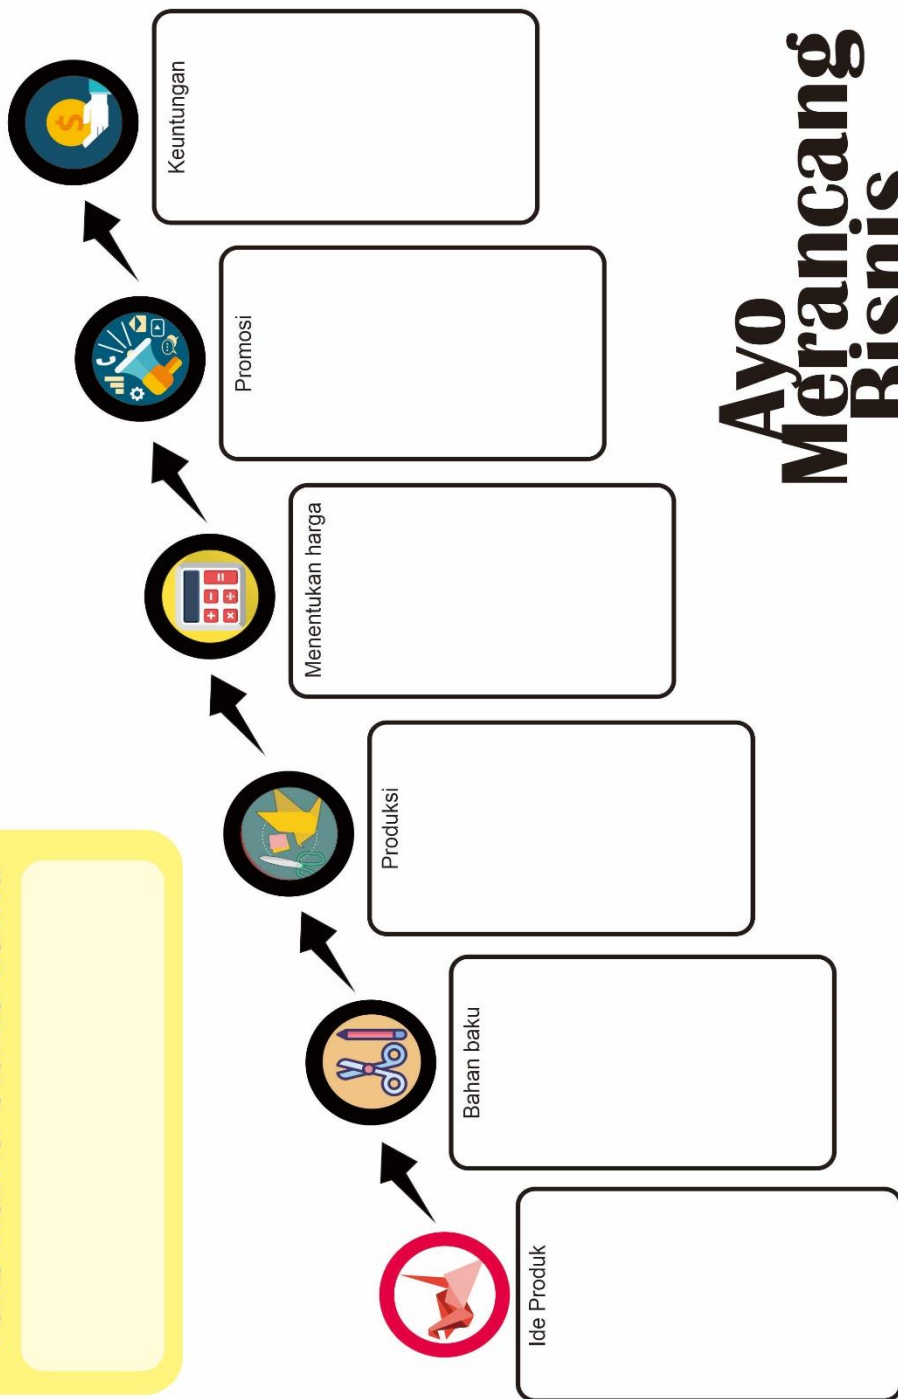 Ide Produk
Bahan baku
Produksi
Menentukan harga
Promosi
Keuntungan
Ayo
Merancang
Bisnis